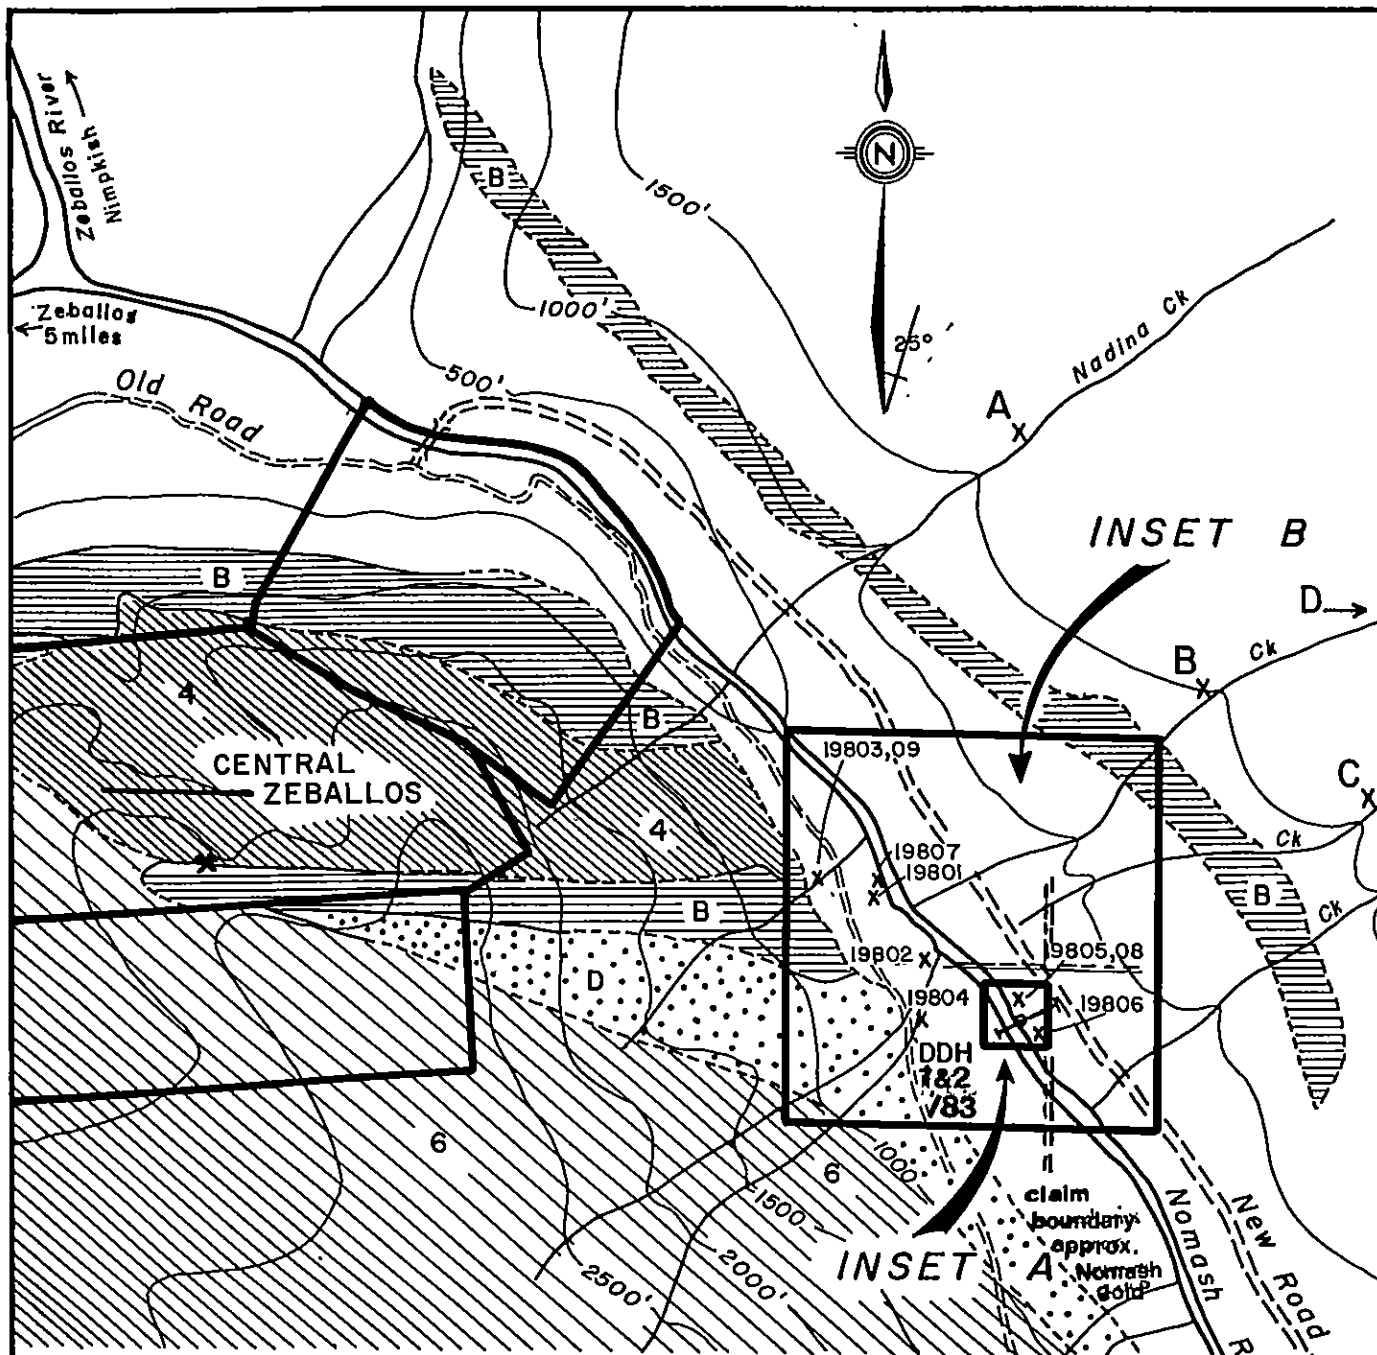 Zeballos River
Nimpkish
N
B
1500'
1000'
Zeballos
5 miles
25°
Nadina Ck
Old Road
500'
A
INSET B
B
D
Ck
B
4
B
CENTRAL
ZEBALLOS
19803,09
C
4
19807
19801
Ck
B
B
Ck
19802
19805,08
D
19804
19806
DDH
1&2
/83
6
1000
6
1500
claim
boundary
approx.
Nomash
gold
2000'
2500'
INSET A
Nomash R
New Road